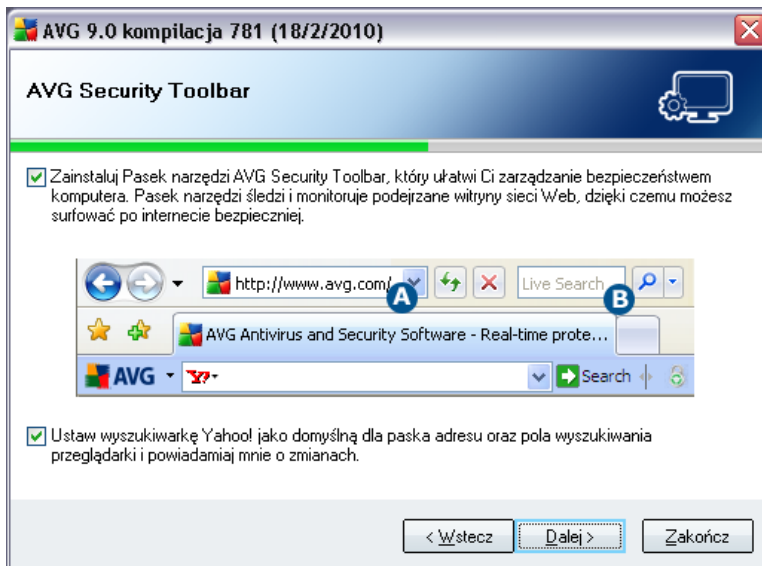 AVG 9.0 kompilacja 781 (18/2/2010)
AVG Security Toolbar
Zainstaluj Pasek narzędzi AVG Security Toolbar, który ułatwi Ci zarządzanie bezpieczeństwem
komputera. Pasek narzędzi śledzi i monitoruje podejrzane witryny sieci Web, dzięki czemu możesz
surfować po internecie bezpieczniej.
http://www.avg.com/ A Live Search B
AVG Antivirus and Security Software - Real-time prote...
AVG Y! Search
Ustaw wyszukiwarkę Yahoo! jako domyślną dla paska adresu oraz pola wyszukiwania
przeglądarki i powiadamiaj mnie o zmianach.
< Wstecz Dalej > Zakończ